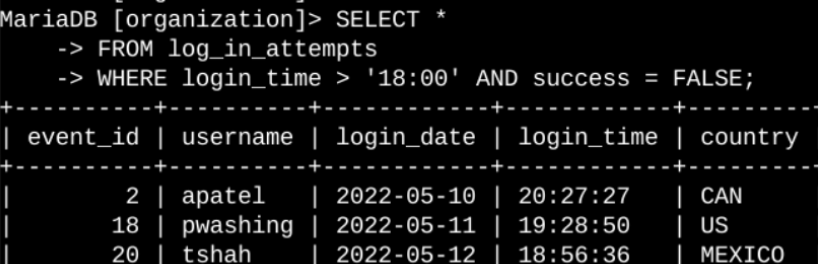 MariaDB [organization]> SELECT *
    -> FROM log_in_attempts
    -> WHERE login_time > '18:00' AND success = FALSE;
+----------+----------+------------+------------+---------
| event_id | username | login_date | login_time | country
+----------+----------+------------+------------+---------
|        2 | apatel   | 2022-05-10 | 20:27:27   | CAN
|       18 | pwashing | 2022-05-11 | 19:28:50   | US
|       20 | tshah    | 2022-05-12 | 18:56:36   | MEXICO